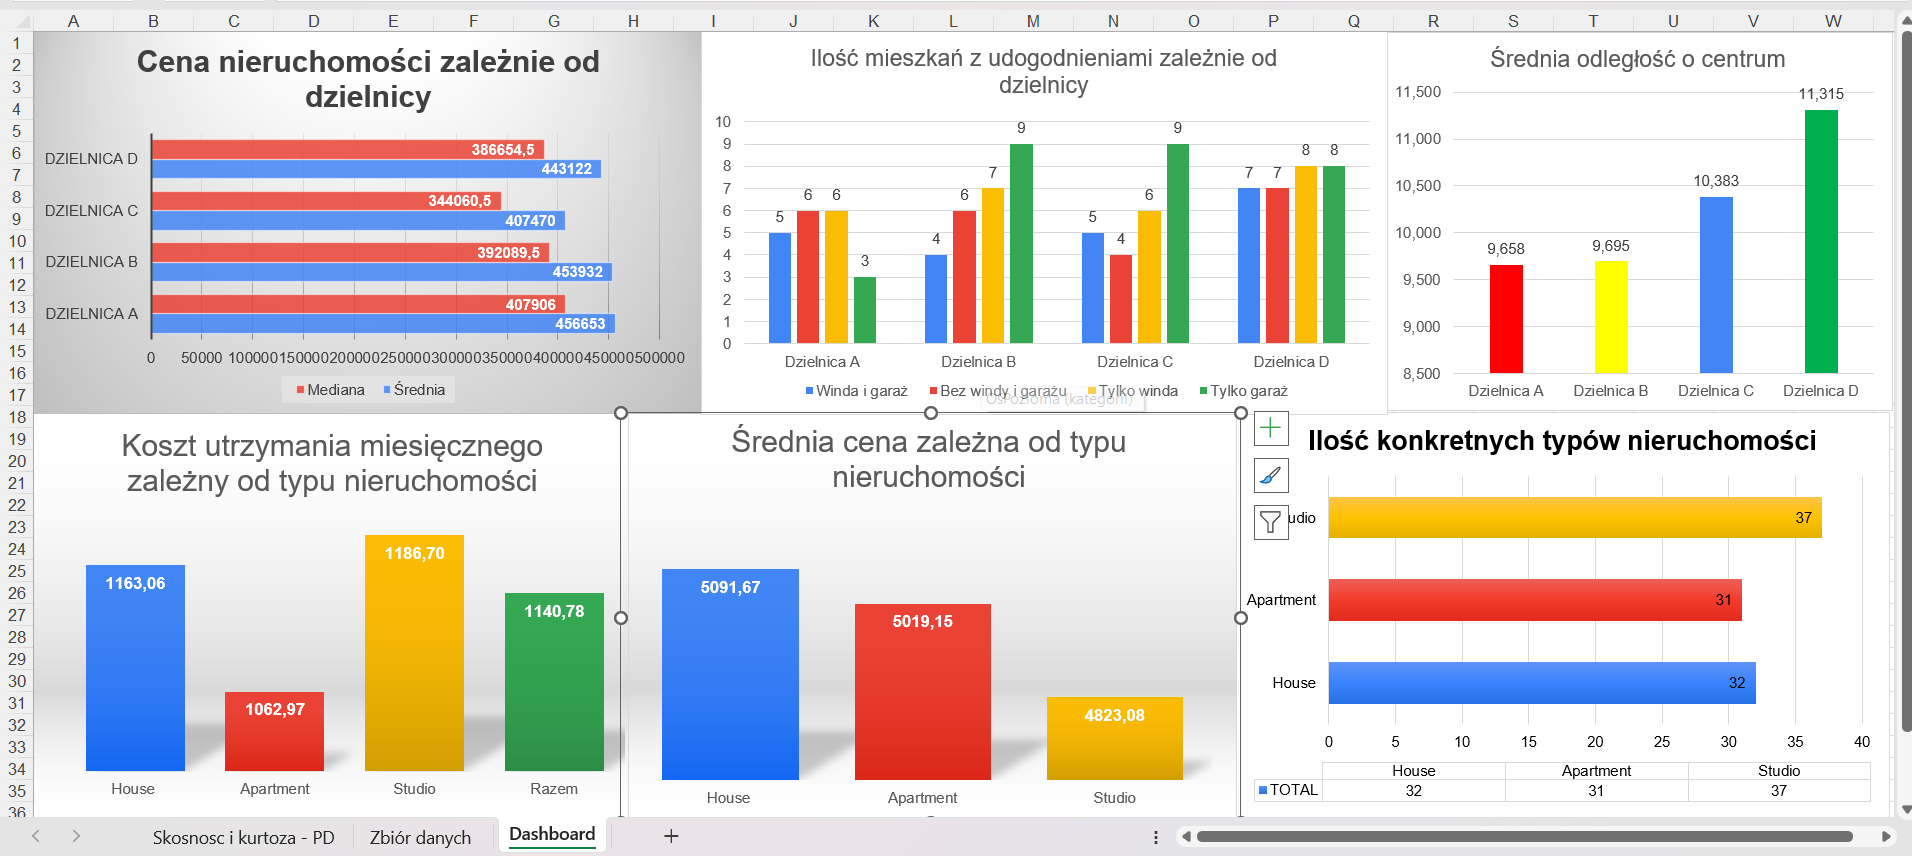 A B C D E F G H I J K L M N O P Q R S T U V W
1
2
3
4
5
6
7
8
9
10
11
12
13
14
15
16
17
18
19
20
21
22
23
24
25
26
27
28
29
30
31
32
33
34
35
36
Cena nieruchomości zależnie od
dzielnicy
DZIELNICA D
386654,5
443122
DZIELNICA C
344060,5
407470
DZIELNICA B
392089,5
453932
DZIELNICA A
407906
456653
0 50000 100000 150000 200000 250000 300000 350000 400000 450000 500000
Mediana Średnia
Ilość mieszkań z udogodnieniami zależnie od
dzielnicy
10
9
8
7
6
5
4
3
2
1
0
5 6 6 3
4 6 7 9
5 4 6 9
7 7 8 8
Dzielnica A Dzielnica B Dzielnica C Dzielnica D
Winda i garaż Bez windy i garażu Tylko winda Tylko garaż
Oś Pozioma (kategorii)
Średnia odległość o centrum
11,500
11,000
10,500
10,000
9,500
9,000
8,500
9,658 9,695 10,383 11,315
Dzielnica A Dzielnica B Dzielnica C Dzielnica D
Koszt utrzymania miesięcznego
zależny od typu nieruchomości
1163,06 1062,97 1186,70 1140,78
House Apartment Studio Razem
Średnia cena zależna od typu
nieruchomości
5091,67 5019,15 4823,08
House Apartment Studio
Ilość konkretnych typów nieruchomości
udio 37
Apartment 31
House 32
0 5 10 15 20 25 30 35 40
House Apartment Studio
TOTAL 32 31 37
Skosnosc i kurtoza - PD Zbiór danych Dashboard